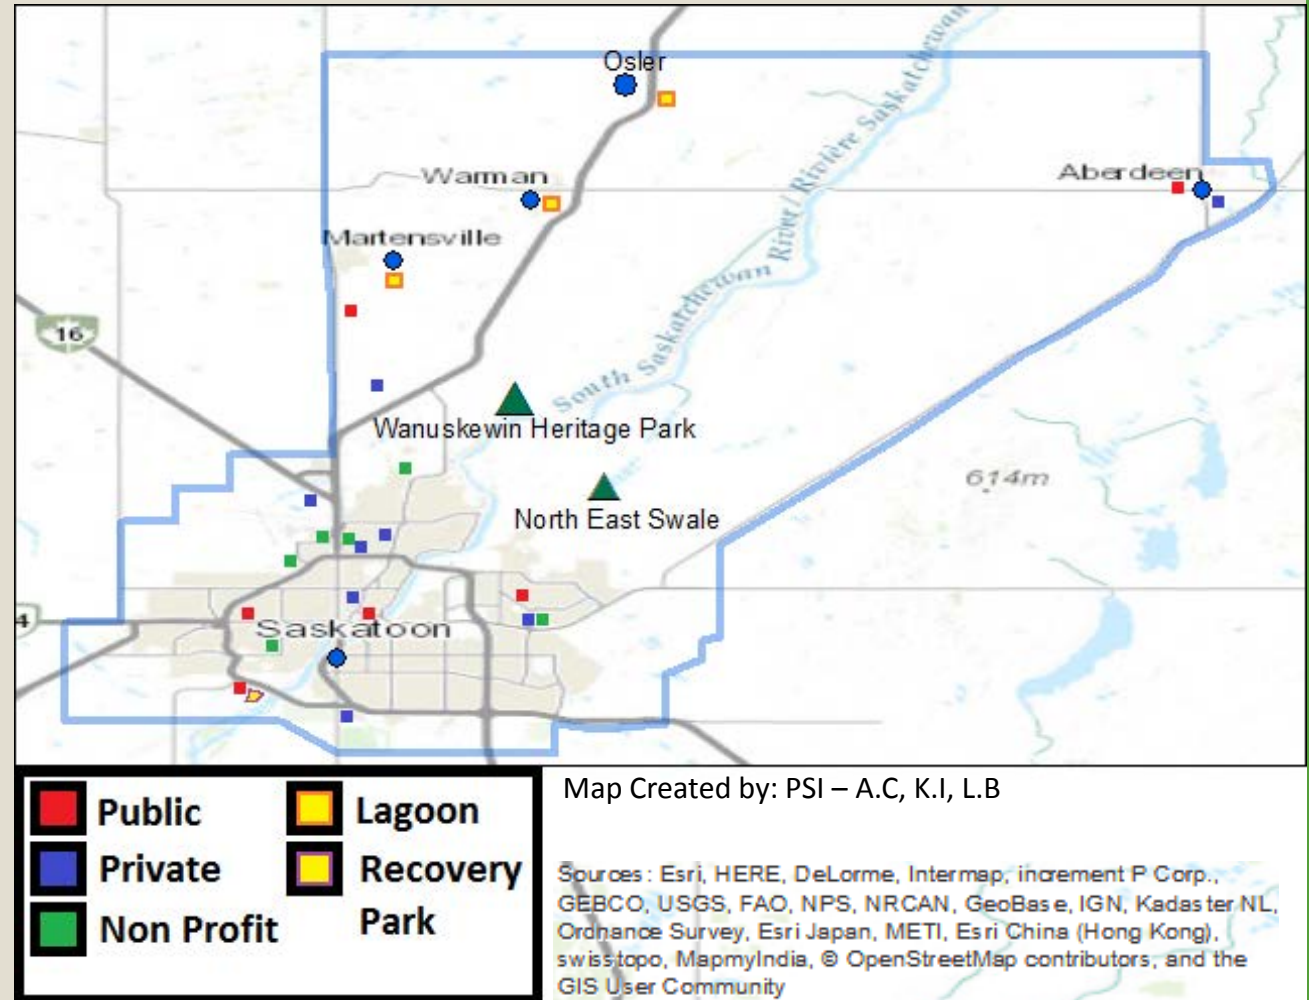 Osler
Warman
Aberdeen
Martensville
South Saskatchewan River / Rivière Saskatchewan
16
Wanuskewin Heritage Park
614m
North East Swale
4
Saskatoon
Map Created by: PSI – A.C, K.I, L.B
Public
Lagoon
Private
Recovery
Park
Non Profit
Sources: Esri, HERE, DeLorme, Intermap, increment P Corp.,
GEBCO, USGS, FAO, NPS, NRCAN, GeoBase, IGN, Kadaster NL,
Ordnance Survey, Esri Japan, METI, Esri China (Hong Kong),
swisstopo, MapmyIndia, © OpenStreetMap contributors, and the
GIS User Community